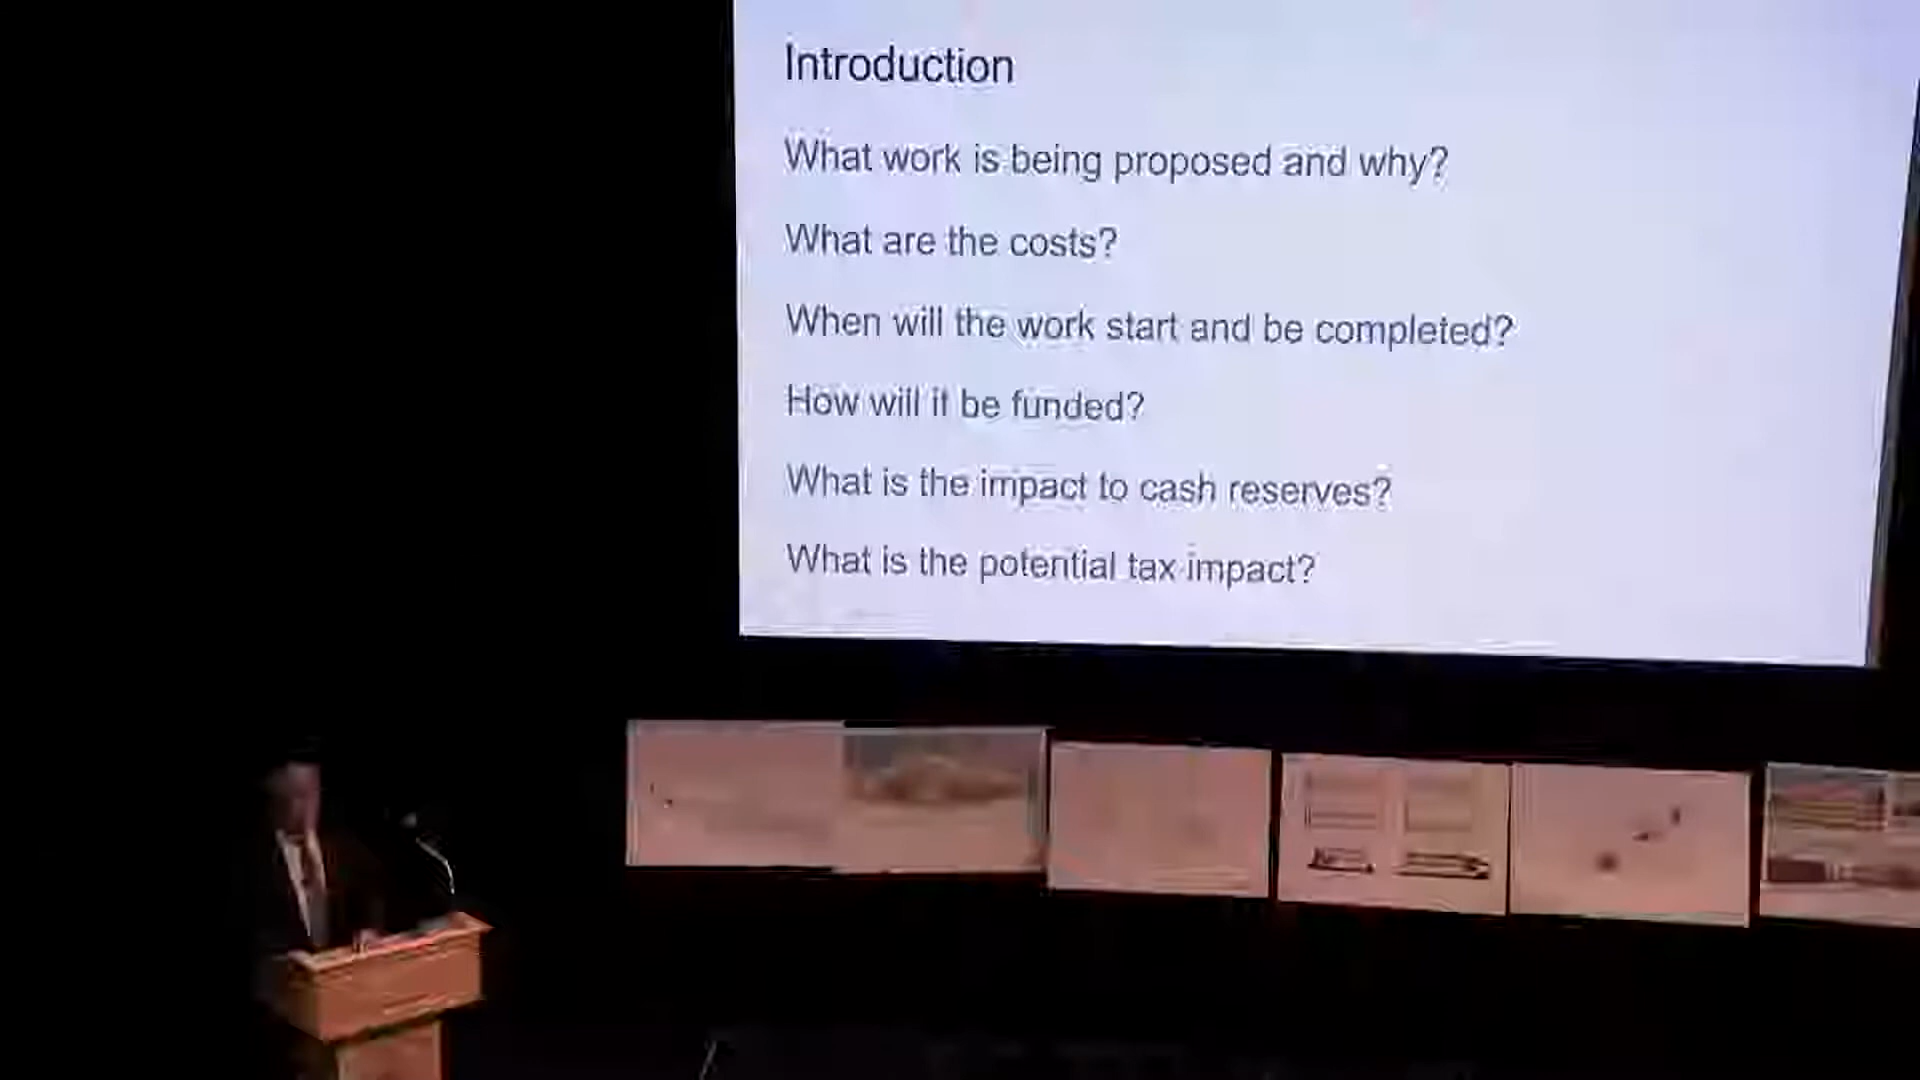 Introduction
What work is being proposed and why?
What are the costs?
When will the work start and be completed?
How will it be funded?
What is the impact to cash reserves?
What is the potential tax impact?